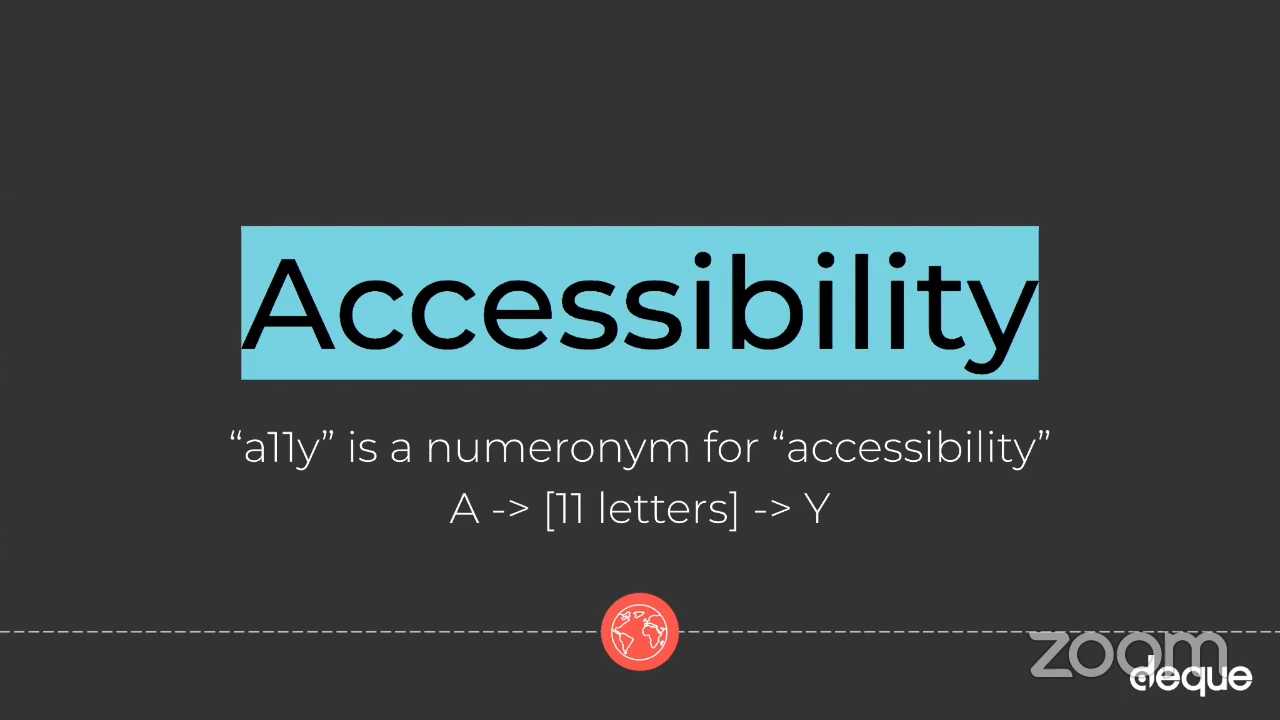 Accessibility
“a11y” is a numeronym for “accessibility”
A -> [11 letters] -> Y
zoom
deque